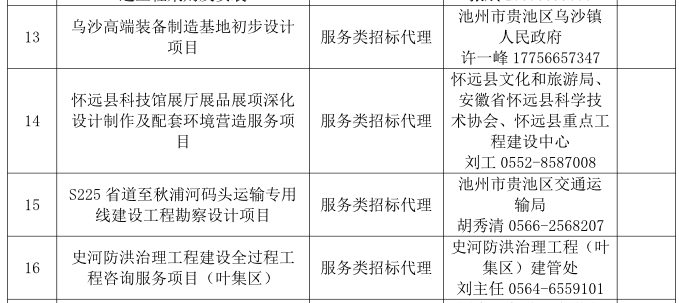 13
乌沙高端装备制造基地初步设计
项目
服务类招标代理
池州市贵池区乌沙镇
人民政府
许一峰 17756657347
14
怀远县科技馆展厅展品展项深化
设计制作及配套环境营造服务项
目
服务类招标代理
怀远县文化和旅游局、
安徽省怀远县科学技
术协会、怀远县重点工
程建设中心
刘工 0552-8587008
15
S225 省道至秋浦河码头运输专用
线建设工程勘察设计项目
服务类招标代理
池州市贵池区交通运
输局
胡秀清 0566-2568207
16
史河防洪治理工程建设全过程工
程咨询服务项目（叶集区）
服务类招标代理
史河防洪治理工程（叶
集区）建管处
刘主任 0564-6559101